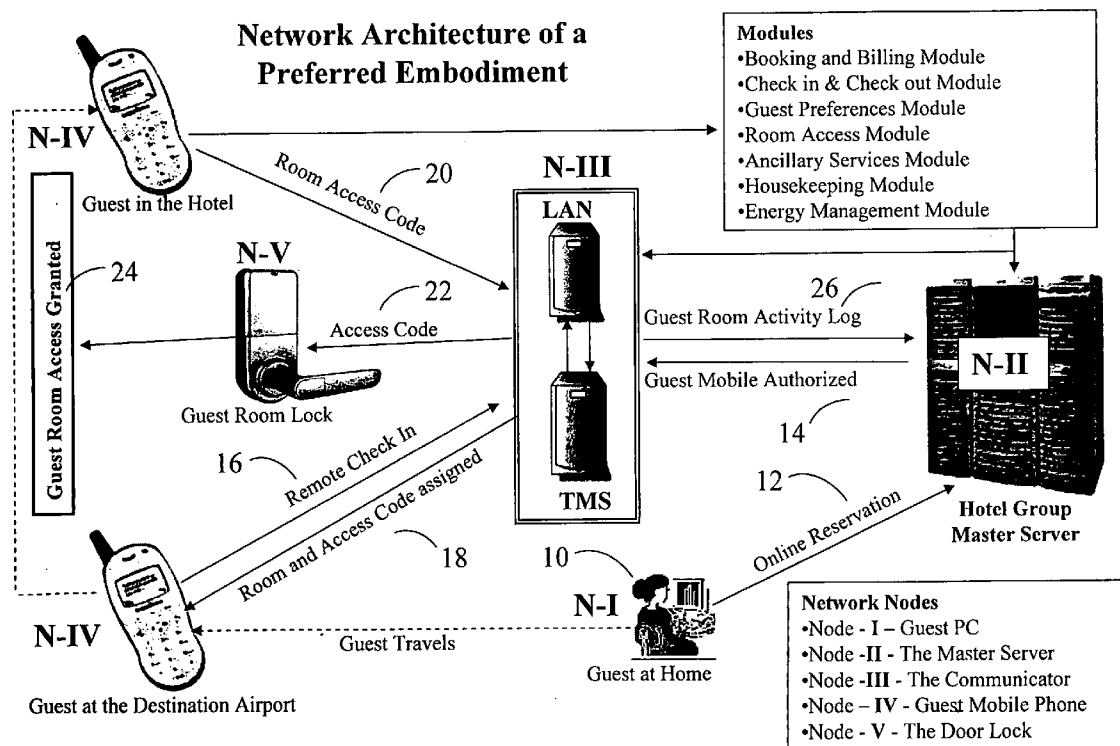 Network Architecture of a
Preferred Embodiment
Modules
•Booking and Billing Module
•Check in & Check out Module
•Guest Preferences Module
•Room Access Module
•Ancillary Services Module
•Housekeeping Module
•Energy Management Module
N-IV
Guest in the Hotel
Room Access Code
20
N-III
LAN
TMS
N-V
24
Guest Room Access Granted
22
Access Code
Guest Room Lock
26
Guest Room Activity Log
Guest Mobile Authorized
N-II
14
12
Hotel Group
Master Server
16
Remote Check In
Room and Access Code assigned
18
10
Online Reservation
N-I
Guest at Home
Guest Travels
N-IV
Guest at the Destination Airport
Network Nodes
•Node - I – Guest PC
•Node -II - The Master Server
•Node -III - The Communicator
•Node – IV - Guest Mobile Phone
•Node - V - The Door Lock